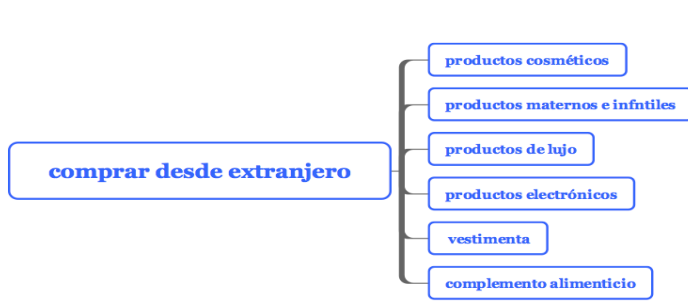 comprar desde extranjero
productos cosméticos
productos maternos e infntiles
productos de lujo
productos electrónicos
vestimenta
complemento alimenticio